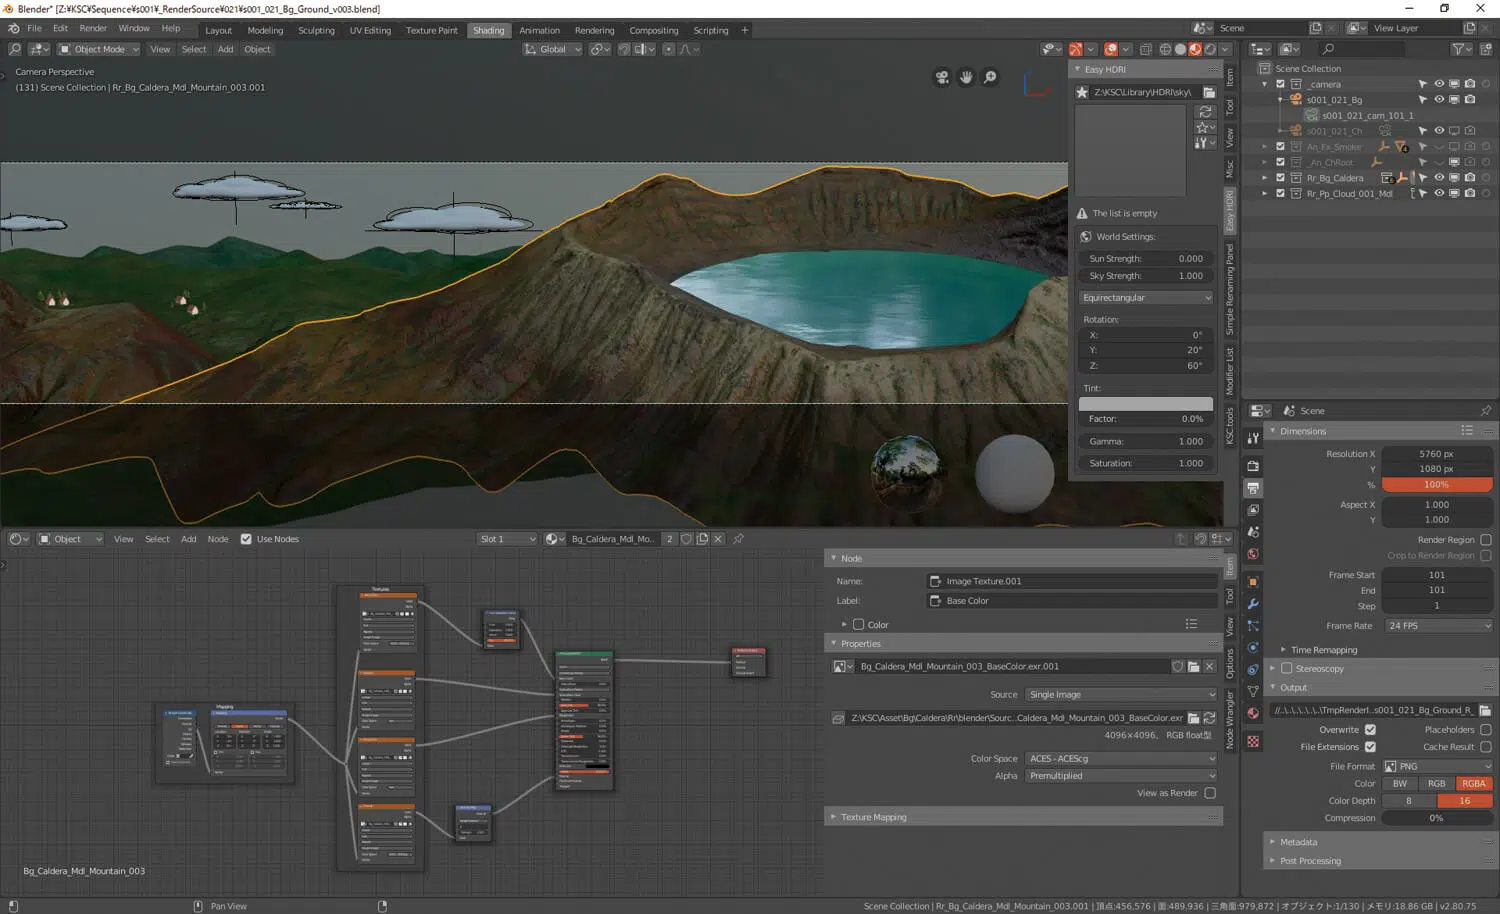 Blender* [Z:¥KSC¥Sequence¥s001¥_RenderSource¥021¥s001_021_Bg_Ground_v003.blend]
File Edit Render Window Help Layout Modeling Sculpting UV Editing Texture Paint Shading Animation Rendering Compositing Scripting + Scene View Layer
Object Mode View Select Add Object Global
Camera Perspective
(131) Scene Collection | Rr_Bg_Caldera_Mdl_Mountain_003.001
Easy HDRI
Z:\KSC\Library\HDRI\sky\
The list is empty
World Settings:
Sun Strength: 0.000
Sky Strength: 1.000
Equirectangular
Rotation:
X: 0°
Y: 20°
Z: 60°
Tint:
Factor: 0.0%
Gamma: 1.000
Saturation: 1.000
Item
Tool
View
Misc
Easy HDRI
Simple Renaming Panel
Modifier List
KSC.tools
Scene Collection
_camera
s001_021_Bg
s001_021_cam_101_1
s001_021_Ch
An_Fx_Smoke
_An_ChRoot
Rr_Bg_Caldera
Rr_Pp_Cloud_001_Mdl
Scene
Dimensions
Resolution X 5760 px
Y 1080 px
% 100%
Aspect X 1.000
Y 1.000
Render Region
Crop to Render Region
Frame Start 101
End 101
Step 1
Frame Rate 24 FPS
Time Remapping
Stereoscopy
Output
//..\..\..\..\..\TmpRenderI..s001_021_Bg_Ground_R_
Overwrite Placeholders
File Extensions Cache Result
File Format PNG
Color BW RGB RGBA
Color Depth 8 16
Compression 0%
Metadata
Post Processing
Object View Select Add Node Use Nodes Slot 1 Bg_Caldera_Mdl_Mo.. 2
Textures
Mapping
Bg_Caldera_Mdl_Mountain_003
Node
Name: Image Texture.001
Label: Base Color
Color
Properties
Bg_Caldera_Mdl_Mountain_003_BaseColor.exr.001
Source Single Image
Z:\KSC\Asset\Bg\Caldera\Rr\blender\Sourc...Caldera_Mdl_Mountain_003_BaseColor.exr
4096×4096, RGB float型
Color Space ACES - ACEScg
Alpha Premultiplied
View as Render
Texture Mapping
Item
Tool
View
Options
Node Wrangler
Pan View
Scene Collection | Rr_Bg_Caldera_Mdl_Mountain_003.001 | 頂点:456,576 | 面:489,936 | 三角面:979,872 | オブジェクト:1/130 | メモリ:18.86 GB | v2.80.75